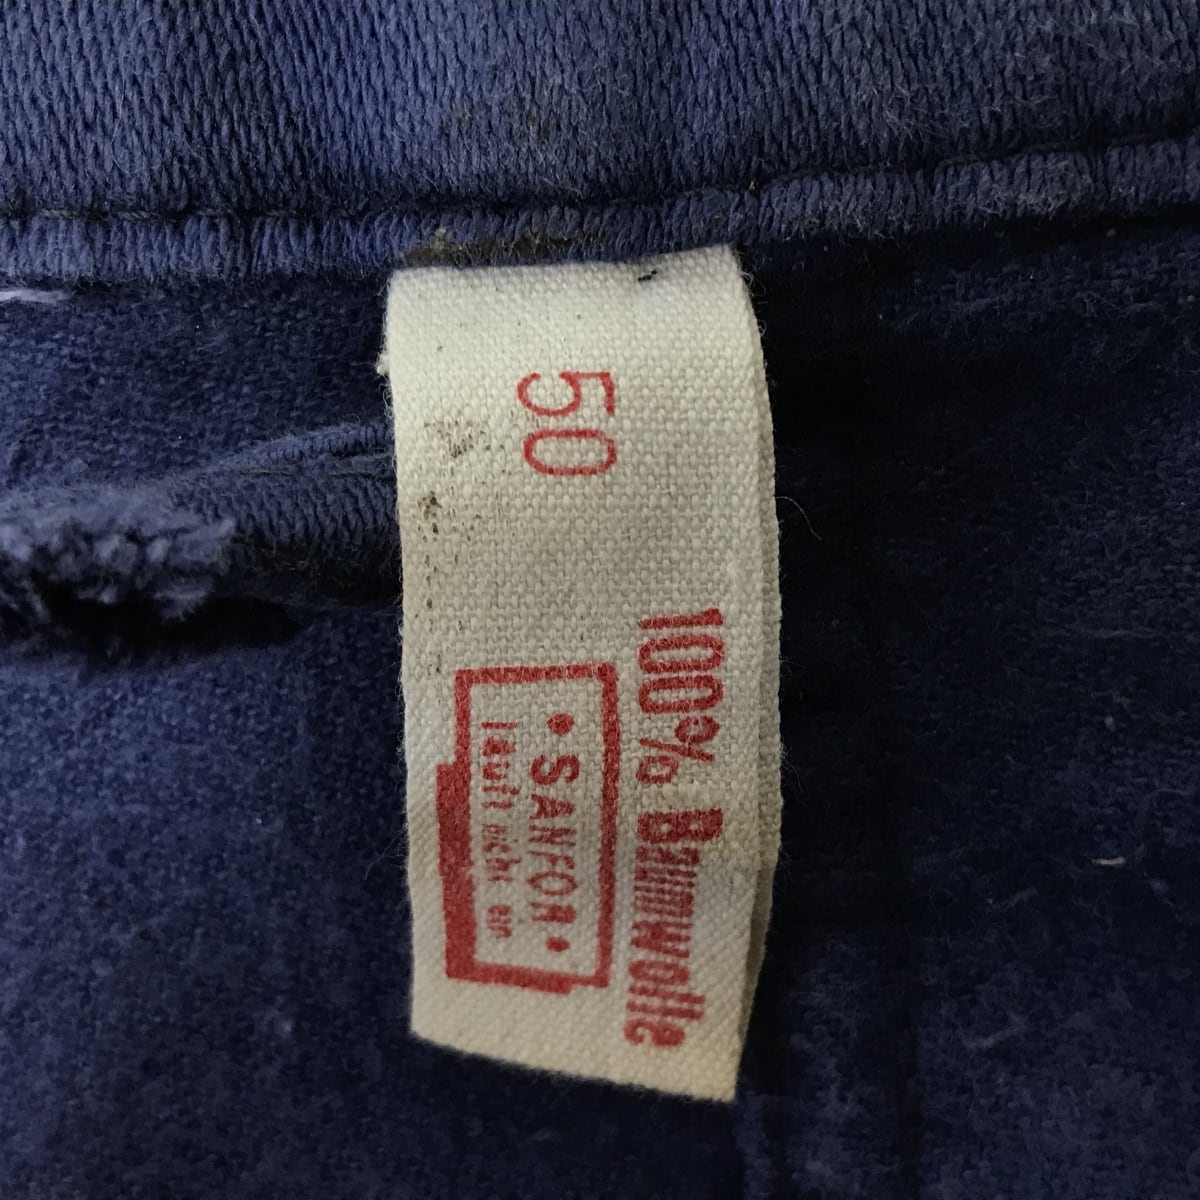 50
100% Baumwolle
• SANFOR •
läuft nicht ein